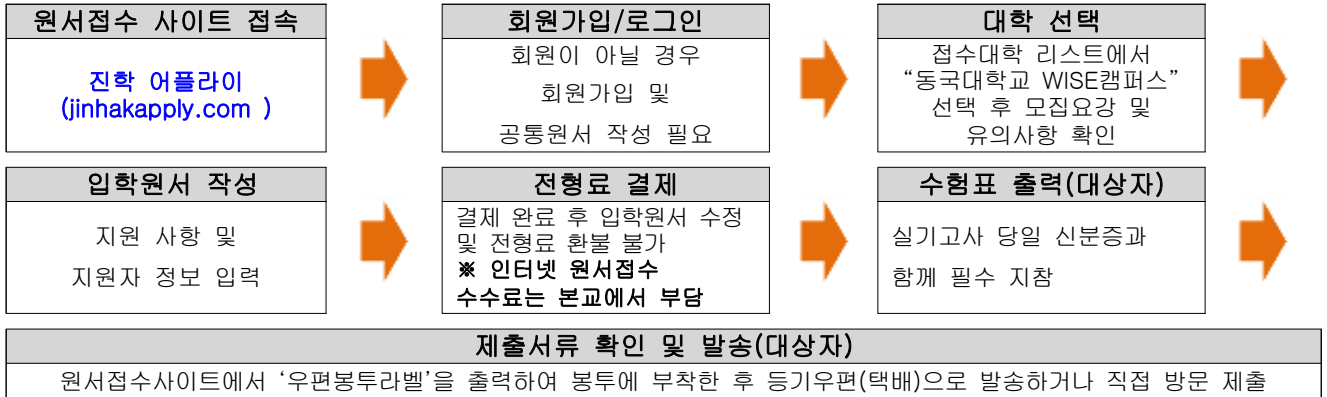 원서접수 사이트 접속
진학 어플라이
(jinhakapply.com )
회원가입/로그인
회원이 아닐 경우
회원가입 및
공통원서 작성 필요
대학 선택
접수대학 리스트에서
“동국대학교 WISE캠퍼스”
선택 후 모집요강 및
유의사항 확인
입학원서 작성
지원 사항 및
지원자 정보 입력
전형료 결제
결제 완료 후 입학원서 수정
및 전형료 환불 불가
※ 인터넷 원서접수
수수료는 본교에서 부담
수험표 출력(대상자)
실기고사 당일 신분증과
함께 필수 지참
제출서류 확인 및 발송(대상자)
원서접수사이트에서 ‘우편봉투라벨’을 출력하여 봉투에 부착한 후 등기우편(택배)으로 발송하거나 직접 방문 제출